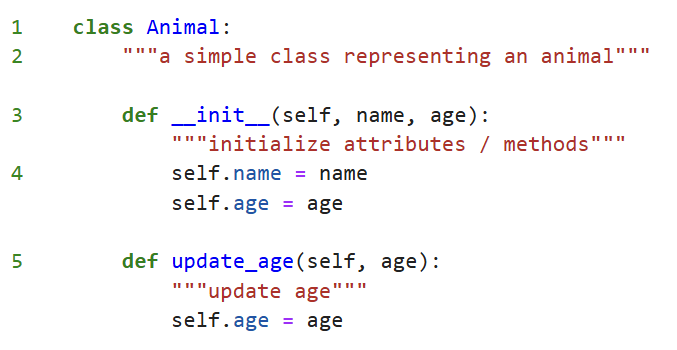 1 class Animal:
2 """a simple class representing an animal"""
3 def __init__(self, name, age):
"""initialize attributes / methods"""
4 self.name = name
self.age = age
5 def update_age(self, age):
"""update age"""
self.age = age